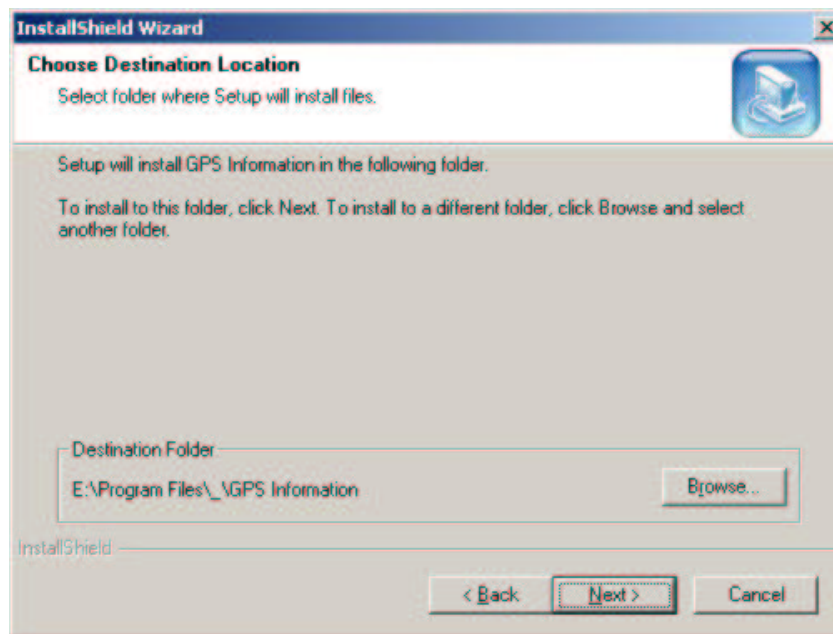 InstallShield Wizard
Choose Destination Location
Select folder where Setup will install files.
Setup will install GPS Information in the following folder.
To install to this folder, click Next. To install to a different folder, click Browse and select
another folder.
Destination Folder
E:\Program Files\_\GPS Information
Browse...
InstallShield
< Back
Next >
Cancel